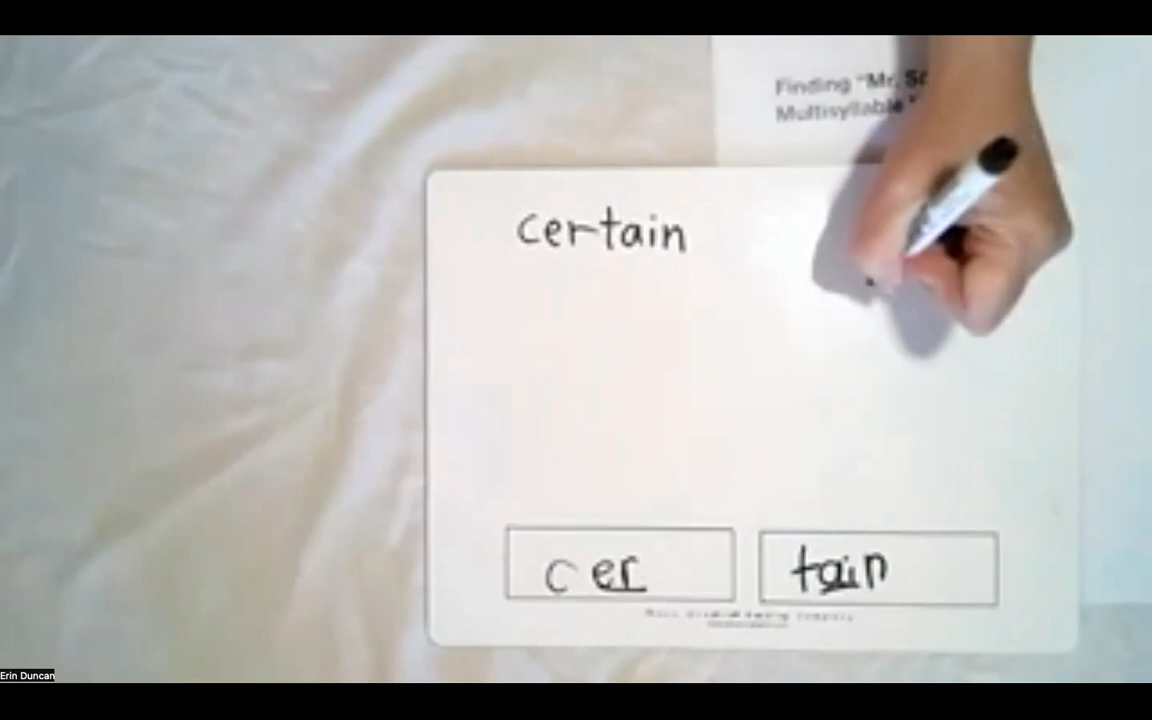 Finding "Mr.
Multisyllable
certain
cer tain
Erin Duncan